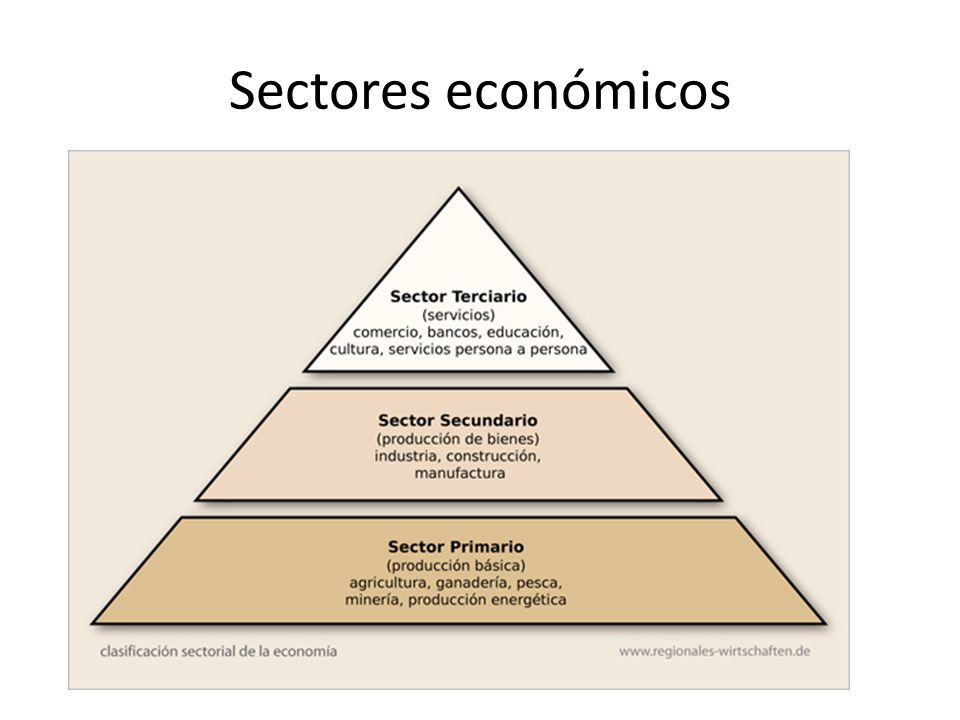 Sectores económicos
Sector Terciario
(servicios)
comercio, bancos, educación,
cultura, servicios persona a persona
Sector Secundario
(producción de bienes)
industria, construcción,
manufactura
Sector Primario
(producción básica)
agricultura, ganadería, pesca,
minería, producción energética
clasificación sectorial de la economía
www.regionales-wirtschaften.de